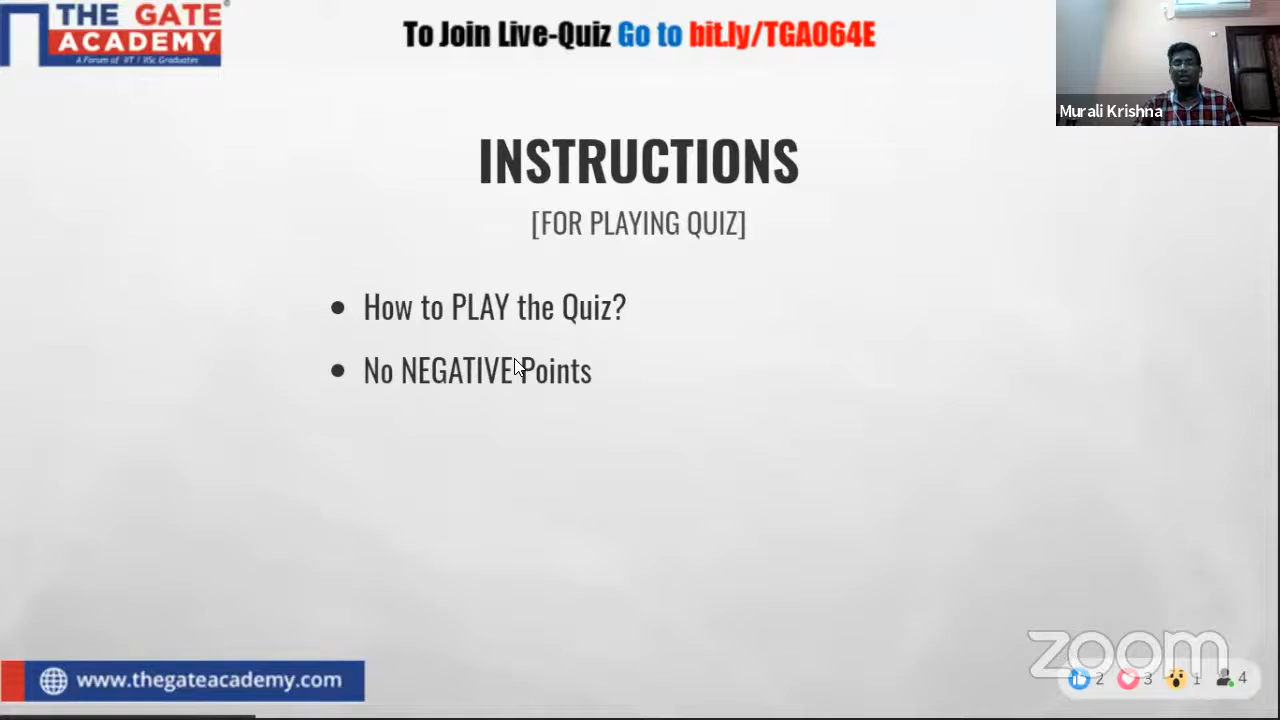 THE GATE
ACADEMY
A Forum of IIT / IISc Graduates
To Join Live-Quiz Go to bit.ly/TGA064E
Murali Krishna
INSTRUCTIONS
[FOR PLAYING QUIZ]
• How to PLAY the Quiz?
• No NEGATIVE Points
www.thegateacademy.com
zoom
2 3 1 4